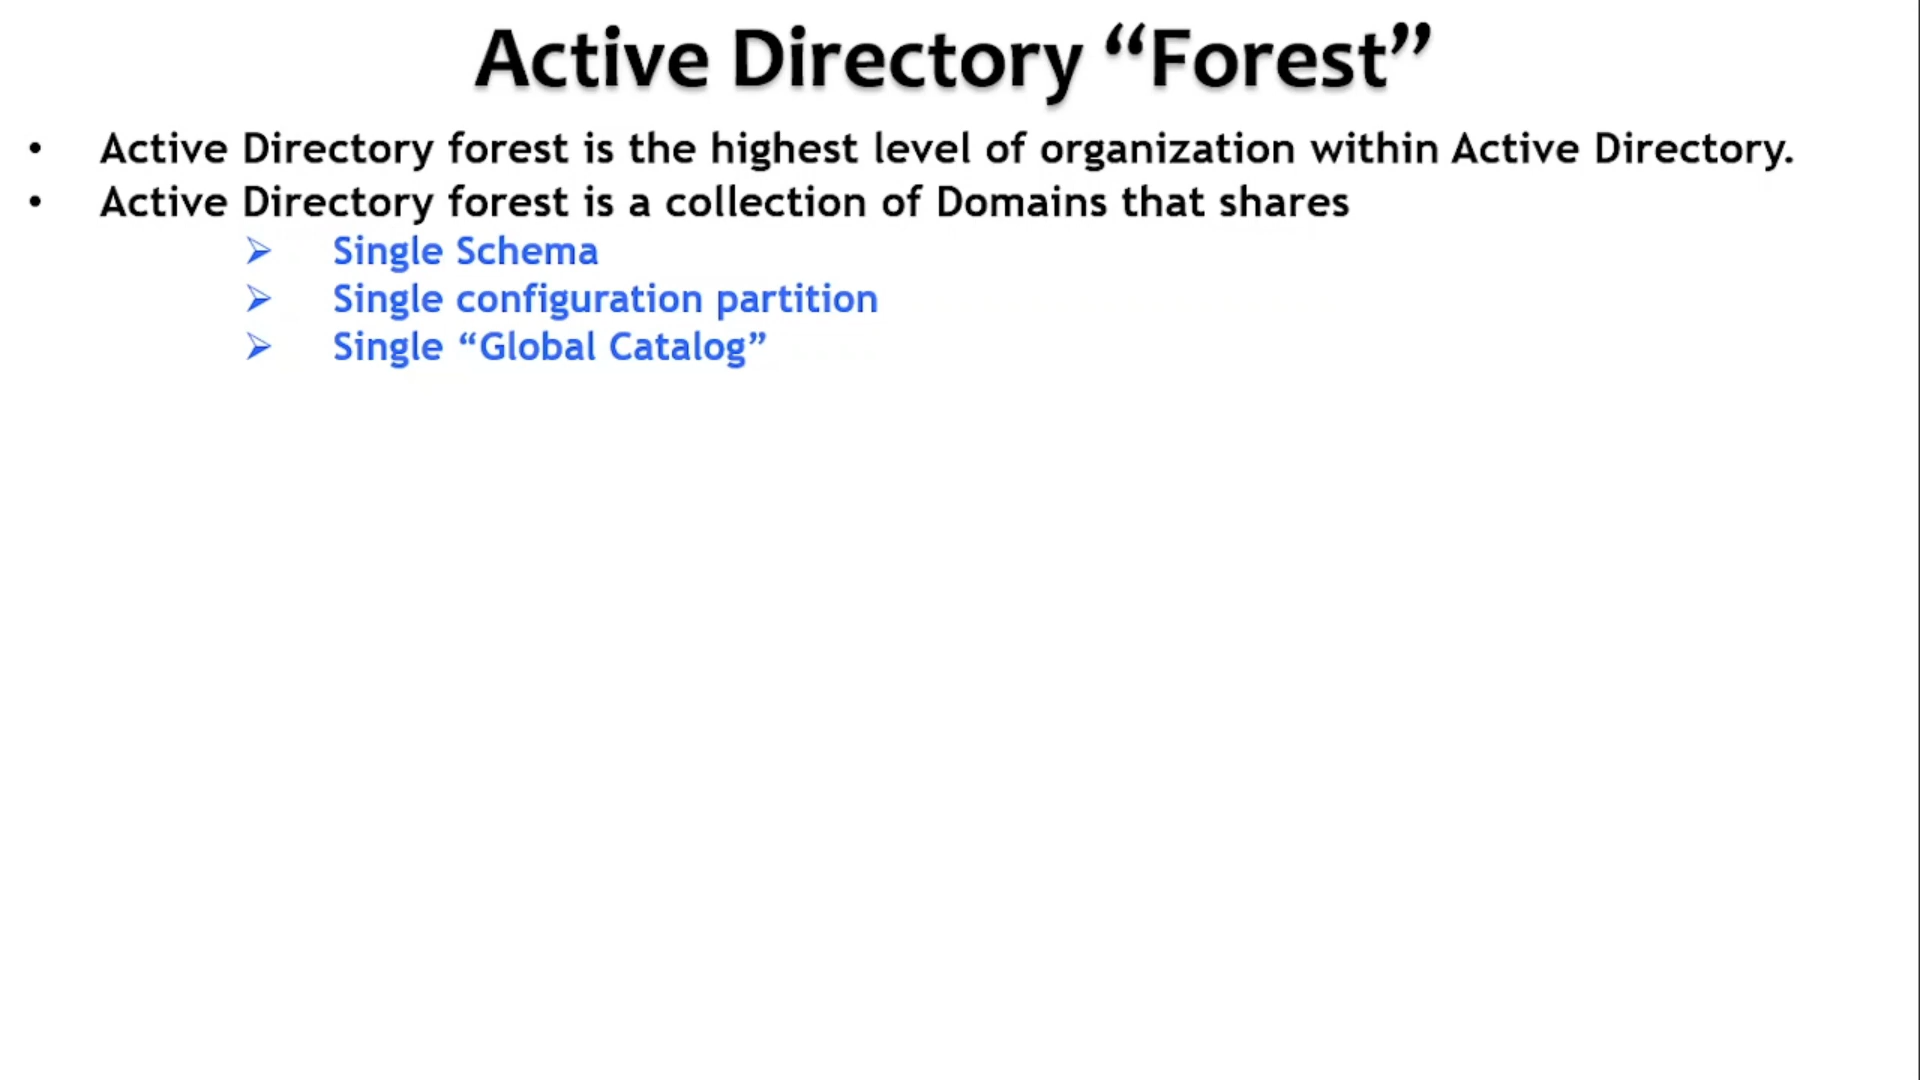 Active Directory “Forest”
• Active Directory forest is the highest level of organization within Active Directory.
• Active Directory forest is a collection of Domains that shares
➢ Single Schema
➢ Single configuration partition
➢ Single “Global Catalog”